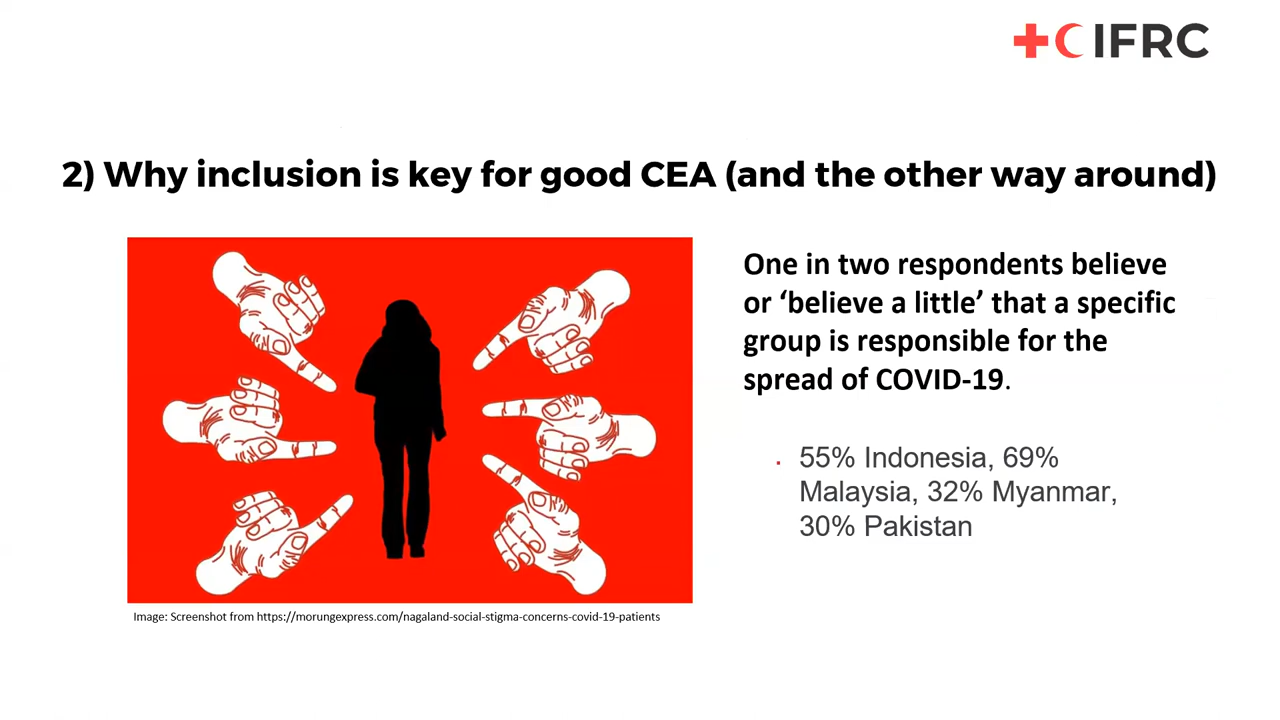 IFRC
2) Why inclusion is key for good CEA (and the other way around)
One in two respondents believe
or ‘believe a little’ that a specific
group is responsible for the
spread of COVID-19.
55% Indonesia, 69%
Malaysia, 32% Myanmar,
30% Pakistan
Image: Screenshot from https://morungexpress.com/nagaland-social-stigma-concerns-covid-19-patients